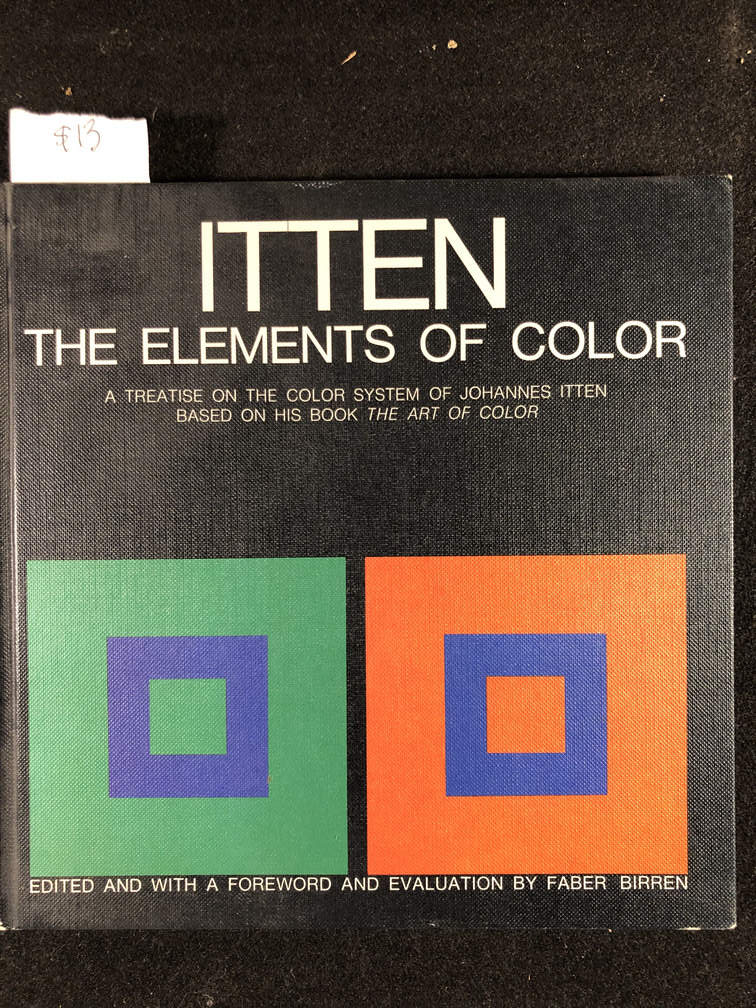 $13
ITTEN
THE ELEMENTS OF COLOR
A TREATISE ON THE COLOR SYSTEM OF JOHANNES ITTEN
BASED ON HIS BOOK THE ART OF COLOR
EDITED AND WITH A FOREWORD AND EVALUATION BY FABER BIRREN